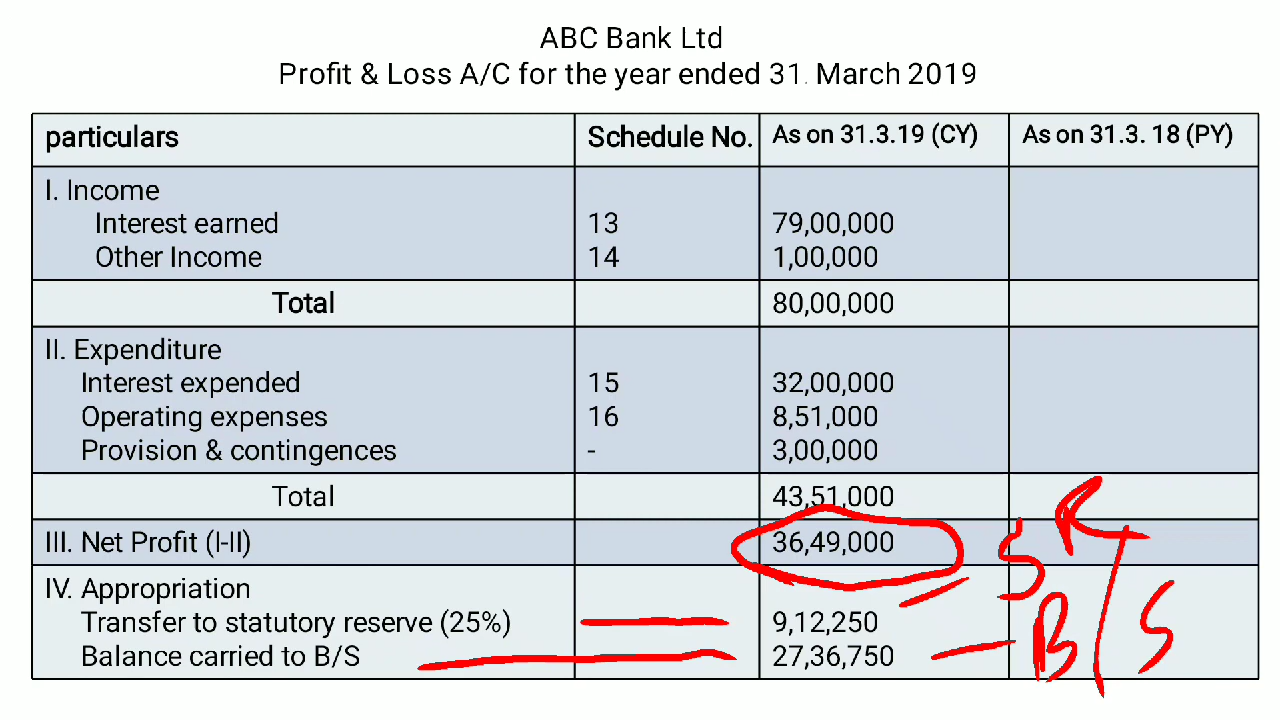 ABC Bank Ltd
Profit & Loss A/C for the year ended 31. March 2019
particulars Schedule No. As on 31.3.19 (CY) As on 31.3. 18 (PY)
I. Income
Interest earned 13 79,00,000
Other Income 14 1,00,000
Total 80,00,000
II. Expenditure
Interest expended 15 32,00,000
Operating expenses 16 8,51,000
Provision & contingences - 3,00,000
Total 43,51,000
III. Net Profit (I-II) 36,49,000
IV. Appropriation
Transfer to statutory reserve (25%) 9,12,250
Balance carried to B/S 27,36,750
B/S